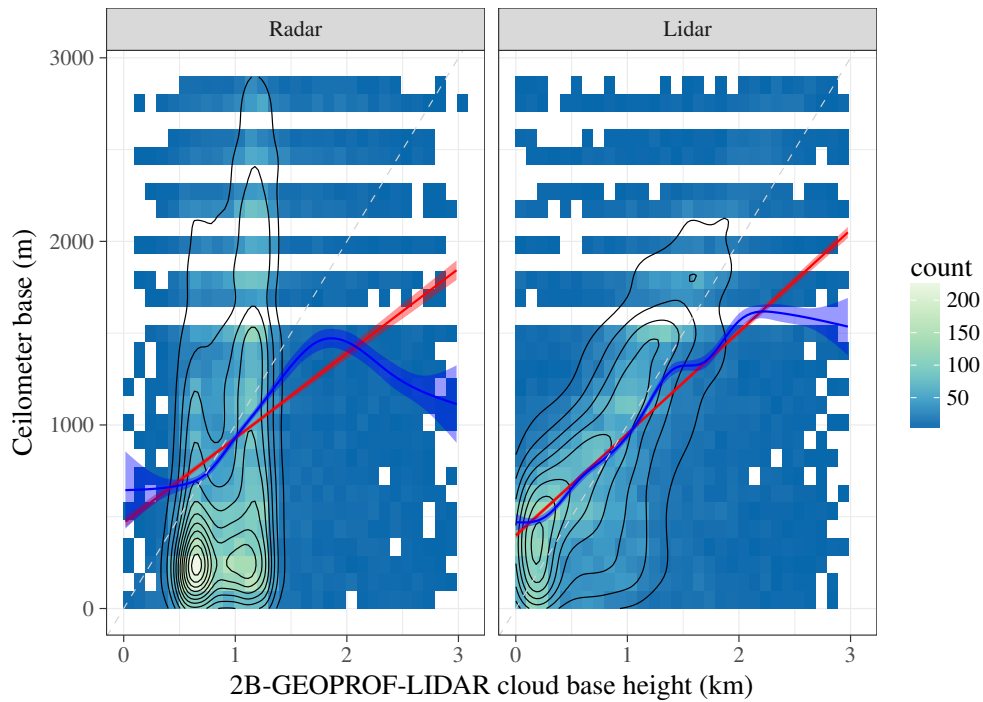 Radar
Lidar
3000
2000
1000
0
Ceilometer base (m)
0 1 2 3
0 1 2 3
2B-GEOPROF-LIDAR cloud base height (km)
count
200
150
100
50